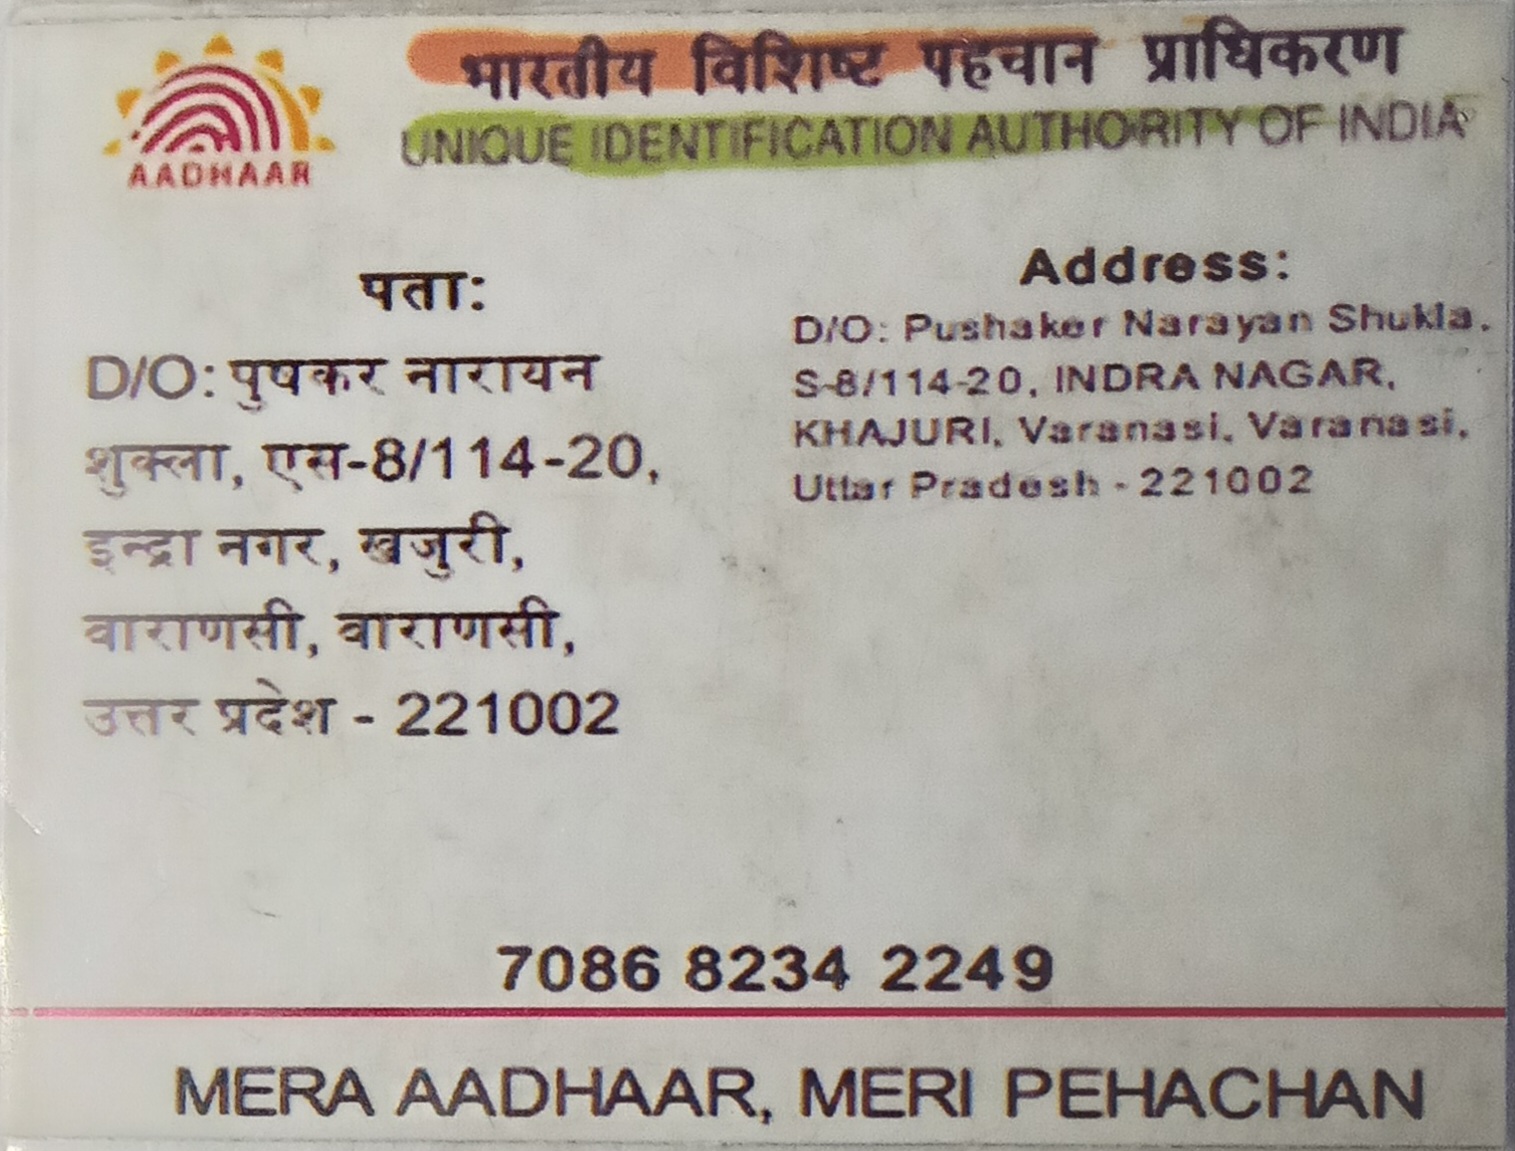 भारतीय विशिष्ट पहचान प्राधिकरण
UNIQUE IDENTIFICATION AUTHORITY OF INDIA
AADHAAR
पता:
D/O: पुषकर नारायन
शुक्ला, एस-8/114-20,
इन्द्रा नगर, खजुरी,
वाराणसी, वाराणसी,
उत्तर प्रदेश - 221002
Address:
D/O: Pushaker Narayan Shukla,
S-8/114-20, INDRA NAGAR,
KHAJURI, Varanasi, Varanasi,
Uttar Pradesh - 221002
7086 8234 2249
MERA AADHAAR, MERI PEHACHAN